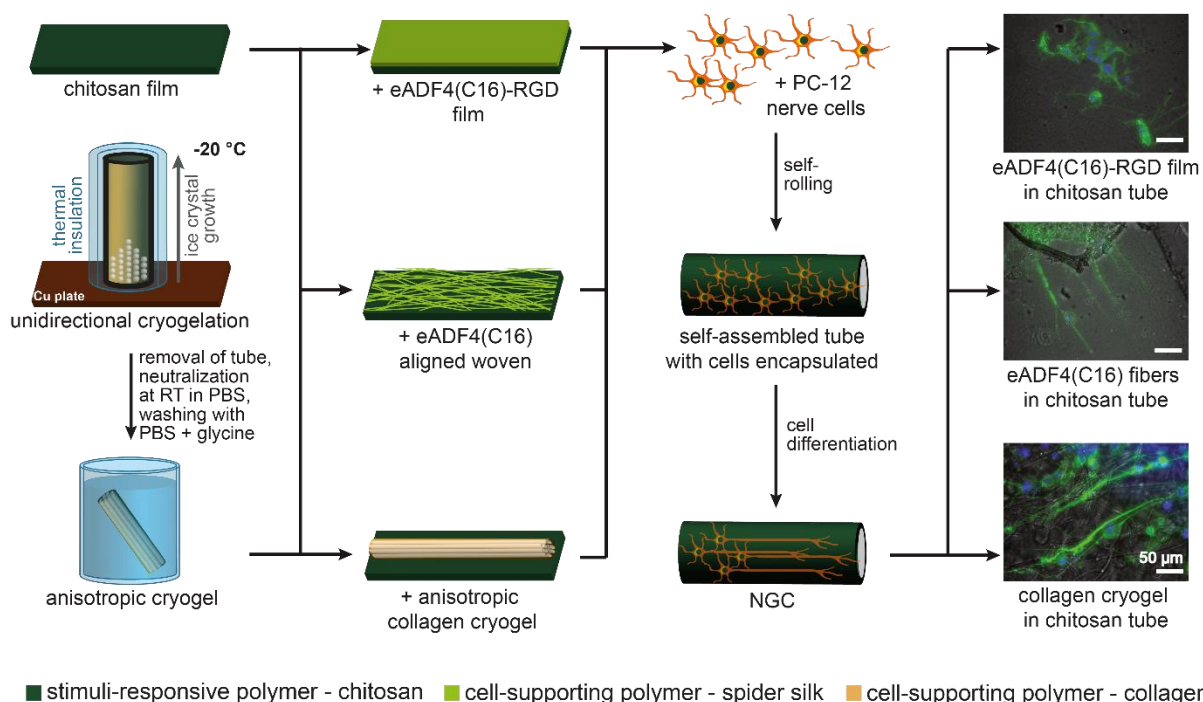 chitosan film
-20 °C
thermal
insulation
ice crystal
growth
Cu plate
unidirectional cryogelation
removal of tube,
neutralization
at RT in PBS,
washing with
PBS + glycine
anisotropic cryogel
+ eADF4(C16)-RGD
film
+ eADF4(C16)
aligned woven
+ anisotropic
collagen cryogel
+ PC-12
nerve cells
self-
rolling
self-assembled tube
with cells encapsulated
cell
differentiation
NGC
eADF4(C16)-RGD film
in chitosan tube
eADF4(C16) fibers
in chitosan tube
50 µm
collagen cryogel
in chitosan tube
stimuli-responsive polymer - chitosan
cell-supporting polymer - spider silk
cell-supporting polymer - collagen